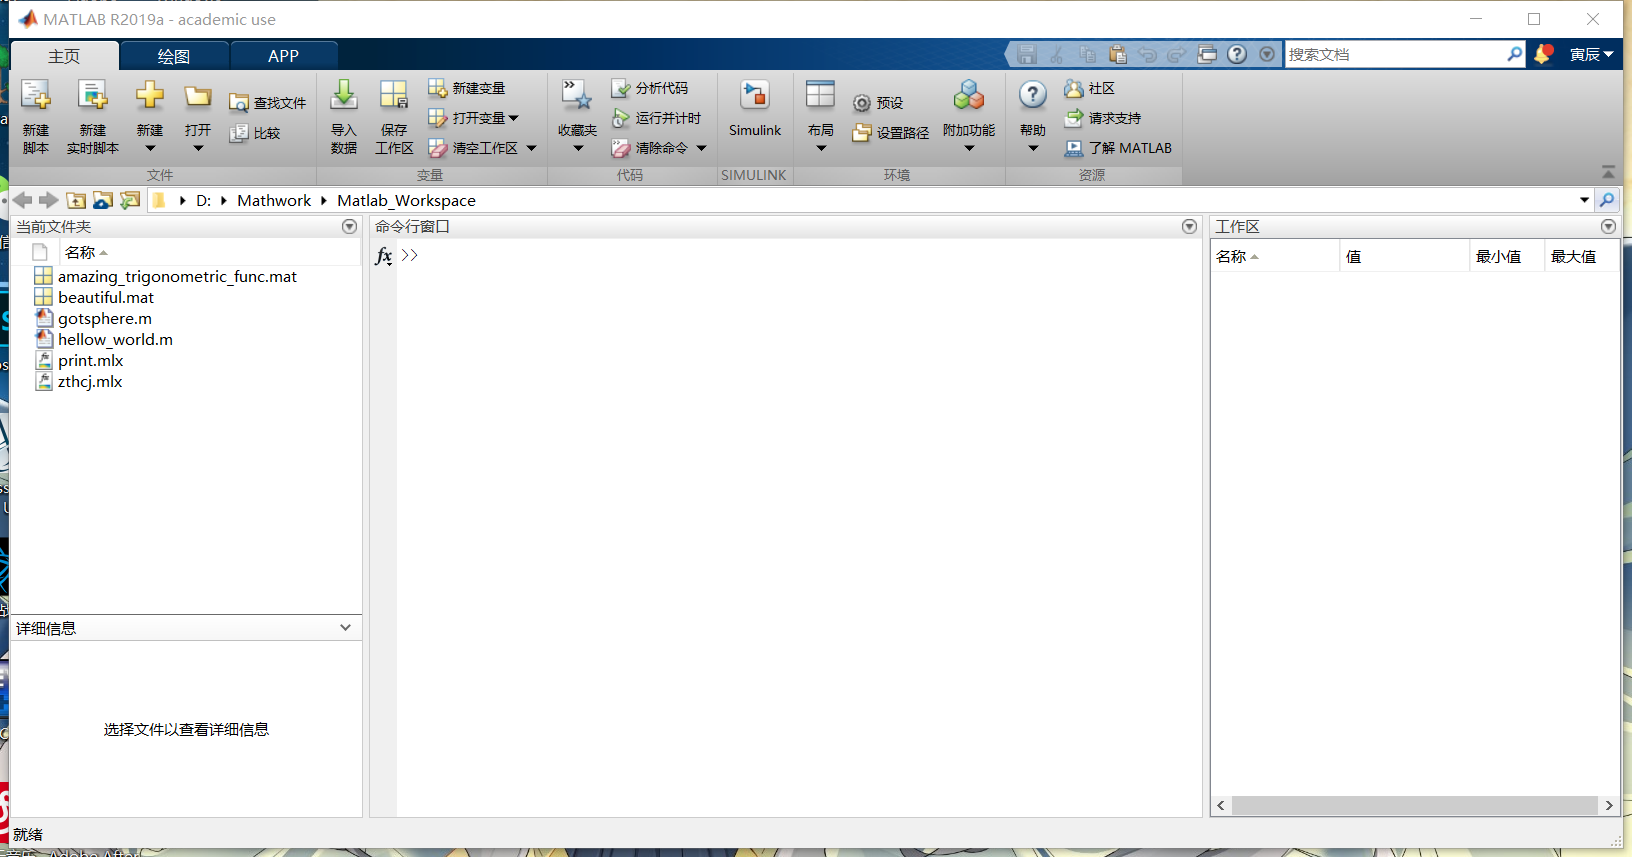 MATLAB R2019a - academic use
主页 绘图 APP 搜索文档 寅辰
新建脚本 新建实时脚本 新建 打开 查找文件 比较
文件
导入数据 保存工作区 新建变量 打开变量 清空工作区
变量
收藏夹 分析代码 运行并计时 清除命令
代码
Simulink
SIMULINK
布局 预设 设置路径 附加功能
环境
帮助 社区 请求支持 了解 MATLAB
资源
D: Mathwork Matlab_Workspace
当前文件夹
名称
amazing_trigonometric_func.mat
beautiful.mat
gotsphere.m
hellow_world.m
print.mlx
zthcj.mlx
详细信息
选择文件以查看详细信息
命令行窗口
fx >>
工作区
名称 值 最小值 最大值
就绪